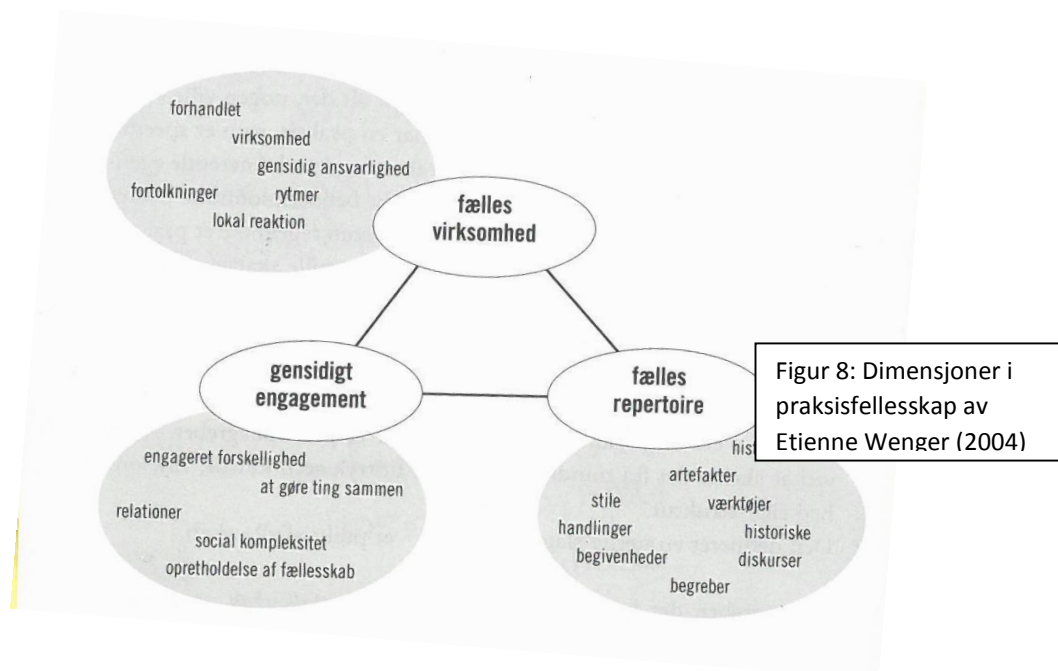 forhandlet
virksomhed
gensidig ansvarlighed
fortolkninger rytmer
lokal reaktion
fælles
virksomhed
gensidigt
engagement
fælles
repertoire
Figur 8: Dimensjoner i
praksisfellesskap av
Etienne Wenger (2004)
engageret forskellighed
at gøre ting sammen
relationer
social kompleksitet
opretholdelse af fællesskab
artefakter
stile værktøjer
handlinger historiske
begivenheder diskurser
begreber